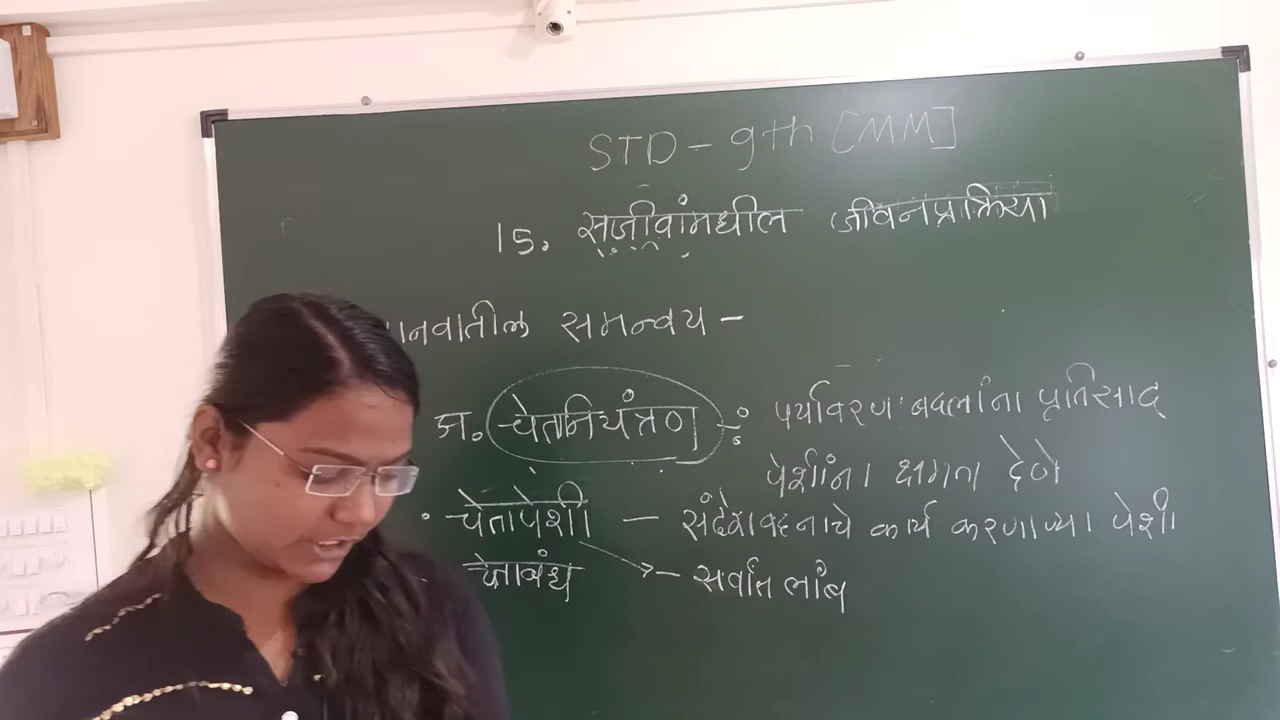 STD - 9th [MM]
15. सजीवांमधील जीवनप्रक्रिया
ानवातील समन्वय -
ज. चेतानियंत्रण -: पर्यावरण बदलांना प्रतिसाद
पेशींना क्षमता देणे
• चेतापेशी — संदेशवहनाचे कार्य करणाऱ्या पेशी
चेताबंध → - सर्वात लांब